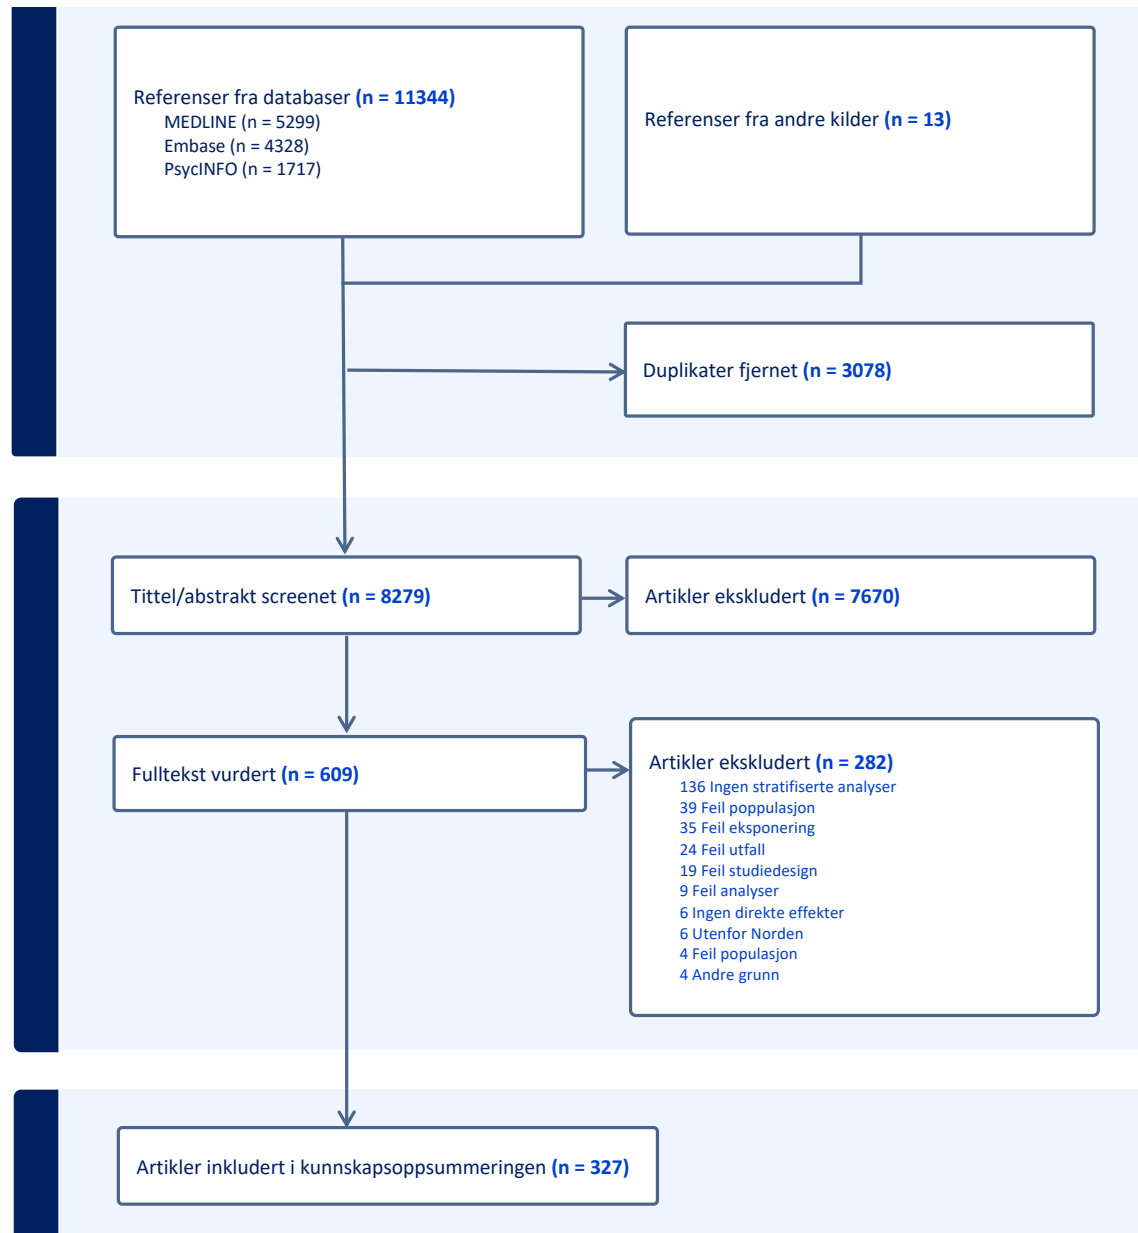 Referenser fra databaser (n = 11344)
MEDLINE (n = 5299)
Embase (n = 4328)
PsycINFO (n = 1717)
Referenser fra andre kilder (n = 13)
Duplikater fjernet (n = 3078)
Tittel/abstrakt screenet (n = 8279)
Artikler ekskludert (n = 7670)
Fulltekst vurdert (n = 609)
Artikler ekskludert (n = 282)
136 Ingen stratifiserte analyser
39 Feil poppulasjon
35 Feil eksponering
24 Feil utfall
19 Feil studiedesign
9 Feil analyser
6 Ingen direkte effekter
6 Utenfor Norden
4 Feil populasjon
4 Andre grunn
Artikler inkludert i kunnskapsoppsummeringen (n = 327)